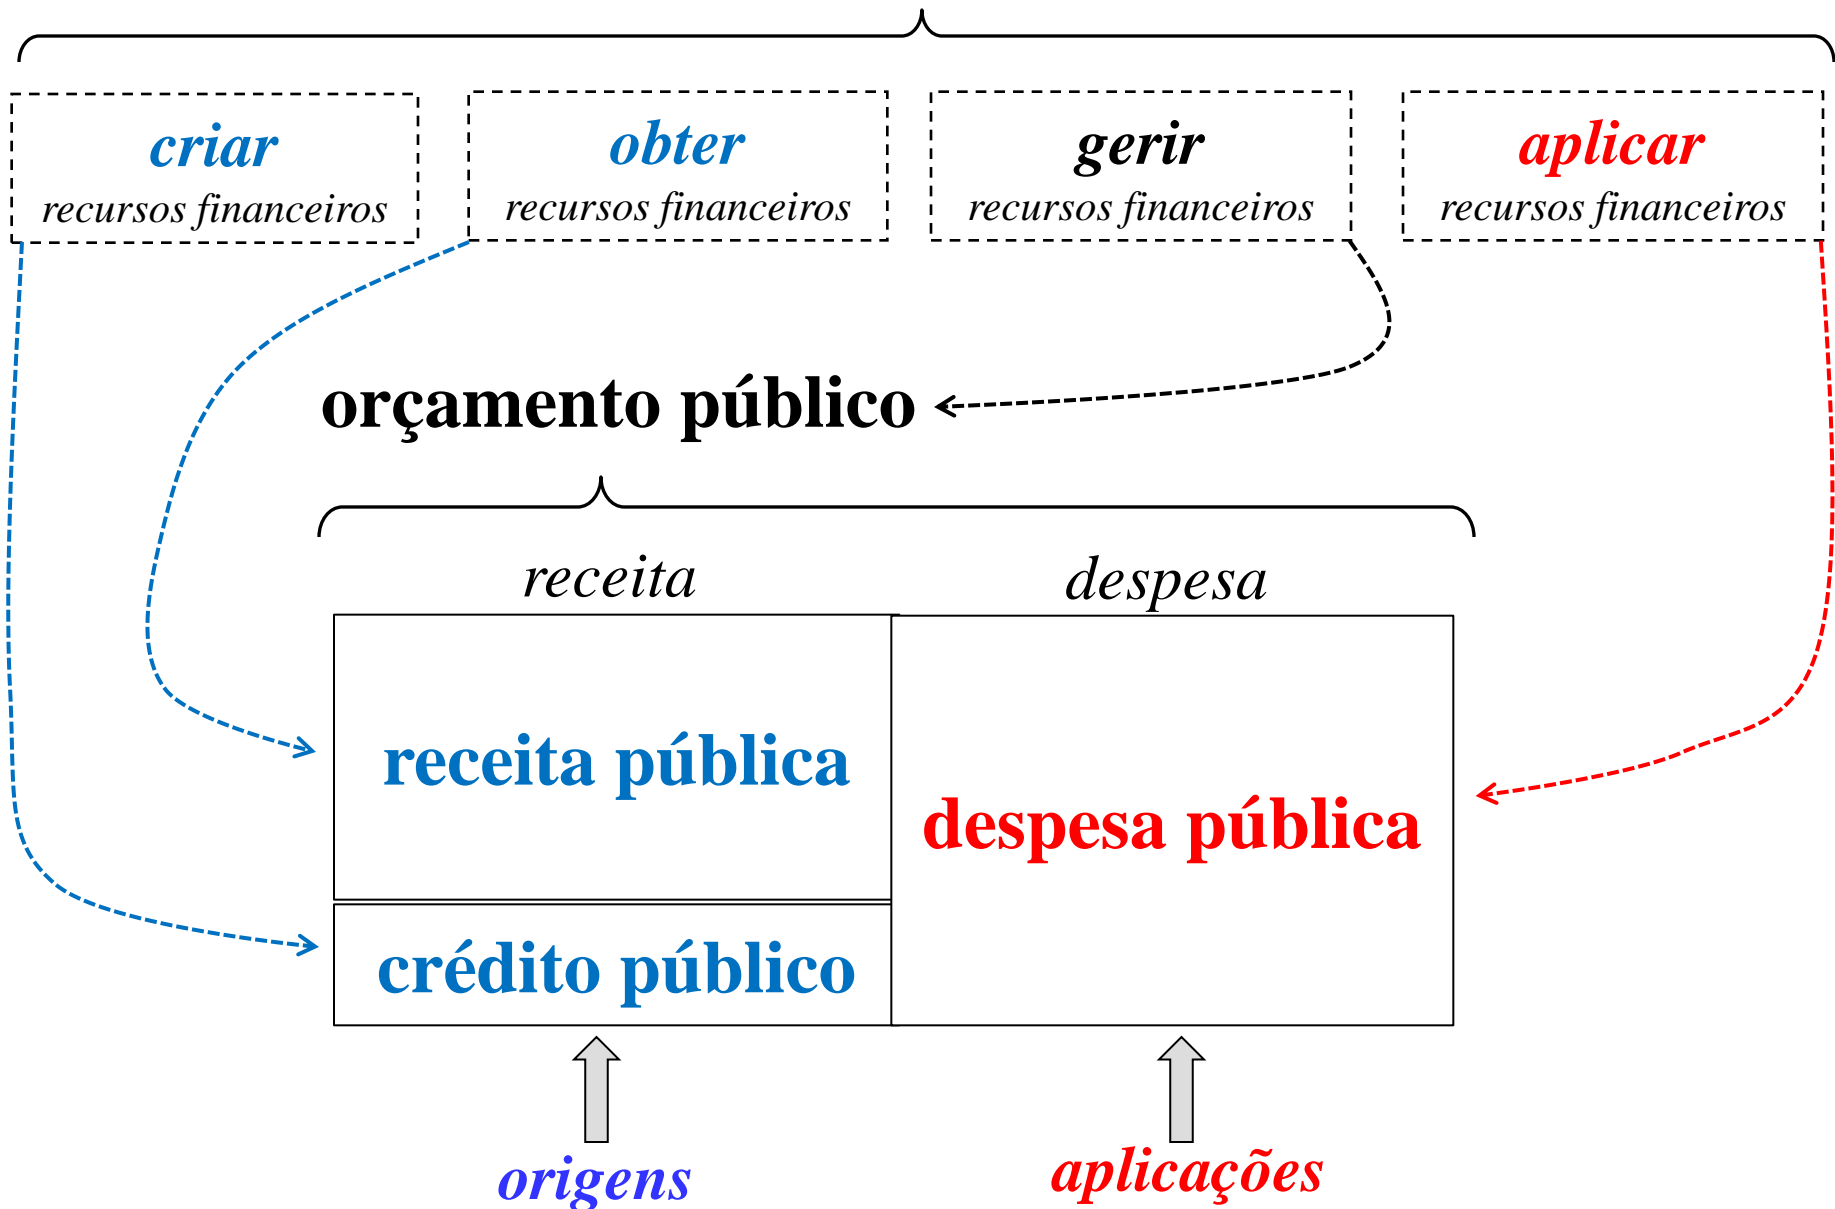 criar
recursos financeiros
obter
recursos financeiros
gerir
recursos financeiros
aplicar
recursos financeiros
orçamento público
receita
despesa
receita pública
despesa pública
crédito público
origens
aplicações